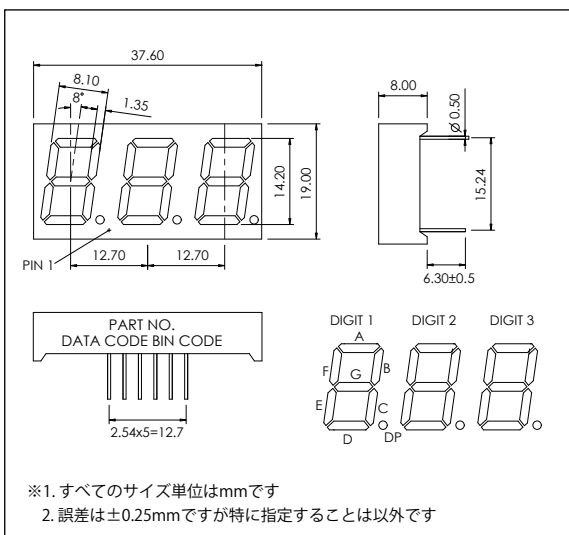 37.60
8.10
8°
1.35
14.20
19.00
PIN 1
12.70
12.70
8.00
Ø 0.50
15.24
6.30±0.5
PART NO.
DATA CODE BIN CODE
2.54x5=12.7
DIGIT 1
DIGIT 2
DIGIT 3
A
F
B
G
E
C
D
DP
※1. すべてのサイズ単位はmmです
2. 誤差は±0.25mmですが特に指定することは以外です